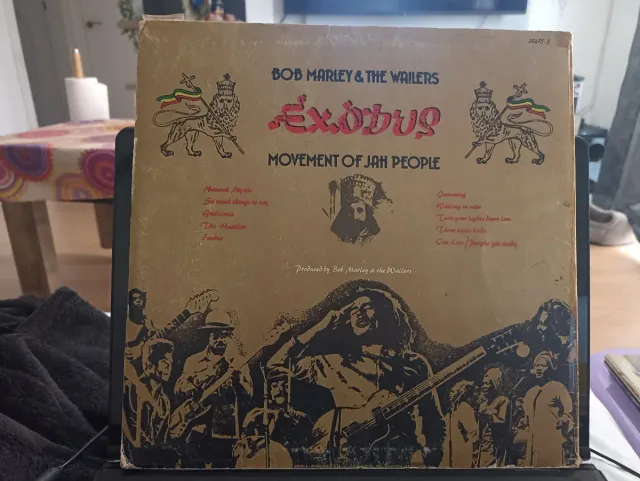 25675-I
BOB MARLEY & THE WAILERS
EXODUS
MOVEMENT OF JAH PEOPLE
Natural Mystic
So much things to say
Guiltiness
The Heathen
Exodus
Jamming
Waiting in vain
Turn your lights down low
Three little birds
One Love / People get ready
Produced by Bob Marley & the Wailers